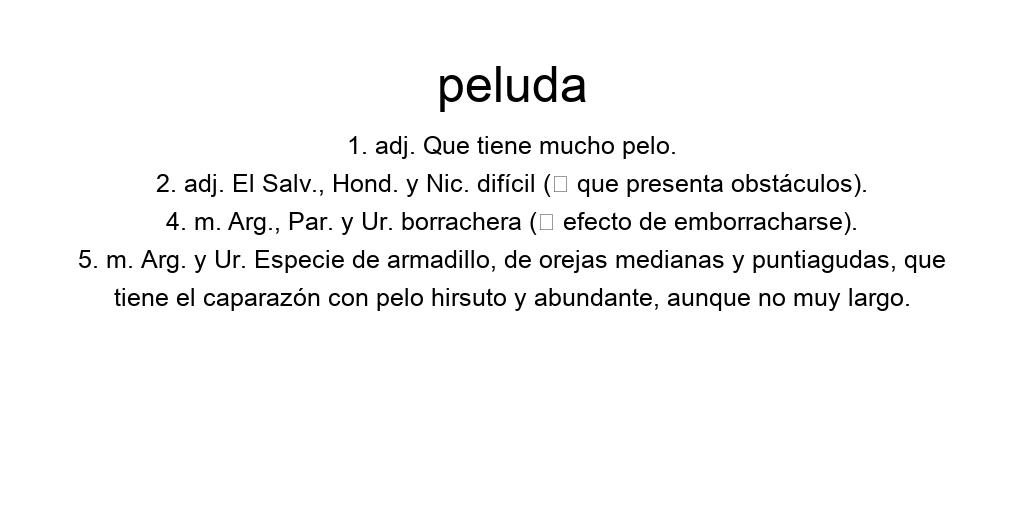 peluda
1. adj. Que tiene mucho pelo.
2. adj. El Salv., Hond. y Nic. difícil (▯ que presenta obstáculos).
4. m. Arg., Par. y Ur. borrachera (▯ efecto de emborracharse).
5. m. Arg. y Ur. Especie de armadillo, de orejas medianas y puntiagudas, que
tiene el caparazón con pelo hirsuto y abundante, aunque no muy largo.